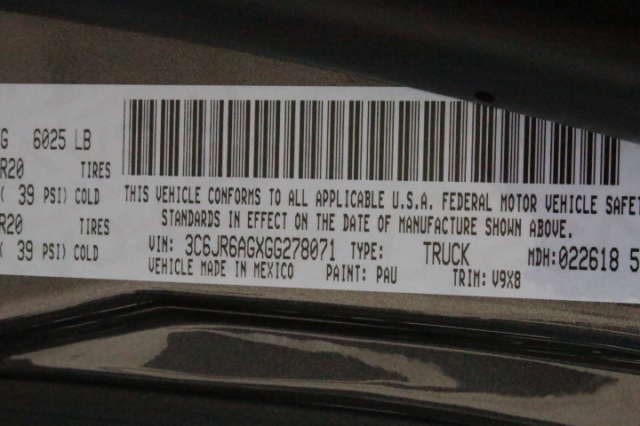 G 6025 LB
R20 TIRES
( 39 PSI) COLD
R20 TIRES
( 39 PSI) COLD
THIS VEHICLE CONFORMS TO ALL APPLICABLE U.S.A. FEDERAL MOTOR VEHICLE SAFET
STANDARDS IN EFFECT ON THE DATE OF MANUFACTURE SHOWN ABOVE.
VIN: 3C6JR6AGXGG278071 TYPE: TRUCK MDH:022618 5
VEHICLE MADE IN MEXICO PAINT: PAU TRIM: V9X8